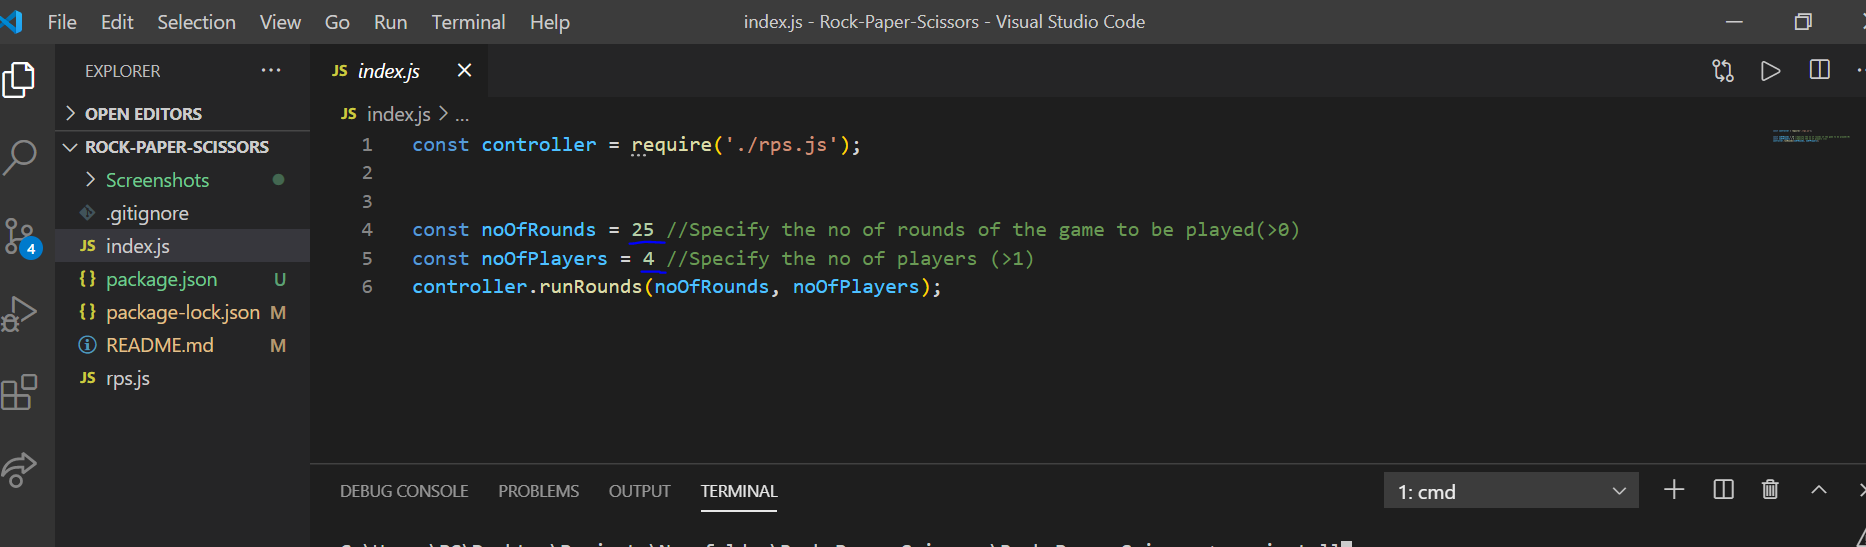 File Edit Selection View Go Run Terminal Help index.js - Rock-Paper-Scissors - Visual Studio Code
EXPLORER
OPEN EDITORS
ROCK-PAPER-SCISSORS
Screenshots
.gitignore
JS index.js
{} package.json U
{} package-lock.json M
README.md M
JS rps.js
4
JS index.js
JS index.js > ...
1 const controller = require('./rps.js');
2
3
4 const noOfRounds = 25 //Specify the no of rounds of the game to be played(>0)
5 const noOfPlayers = 4 //Specify the no of players (>1)
6 controller.runRounds(noOfRounds, noOfPlayers);
DEBUG CONSOLE PROBLEMS OUTPUT TERMINAL 1: cmd